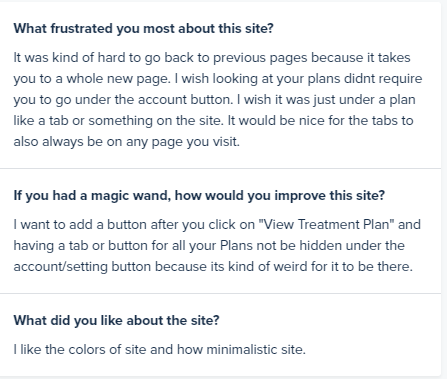 What frustrated you most about this site?
It was kind of hard to go back to previous pages because it takes
you to a whole new page. I wish looking at your plans didnt require
you to go under the account button. I wish it was just under a plan
like a tab or something on the site. It would be nice for the tabs to
also always be on any page you visit.
If you had a magic wand, how would you improve this site?
I want to add a button after you click on "View Treatment Plan" and
having a tab or button for all your Plans not be hidden under the
account/setting button because its kind of weird for it to be there.
What did you like about the site?
I like the colors of site and how minimalistic site.